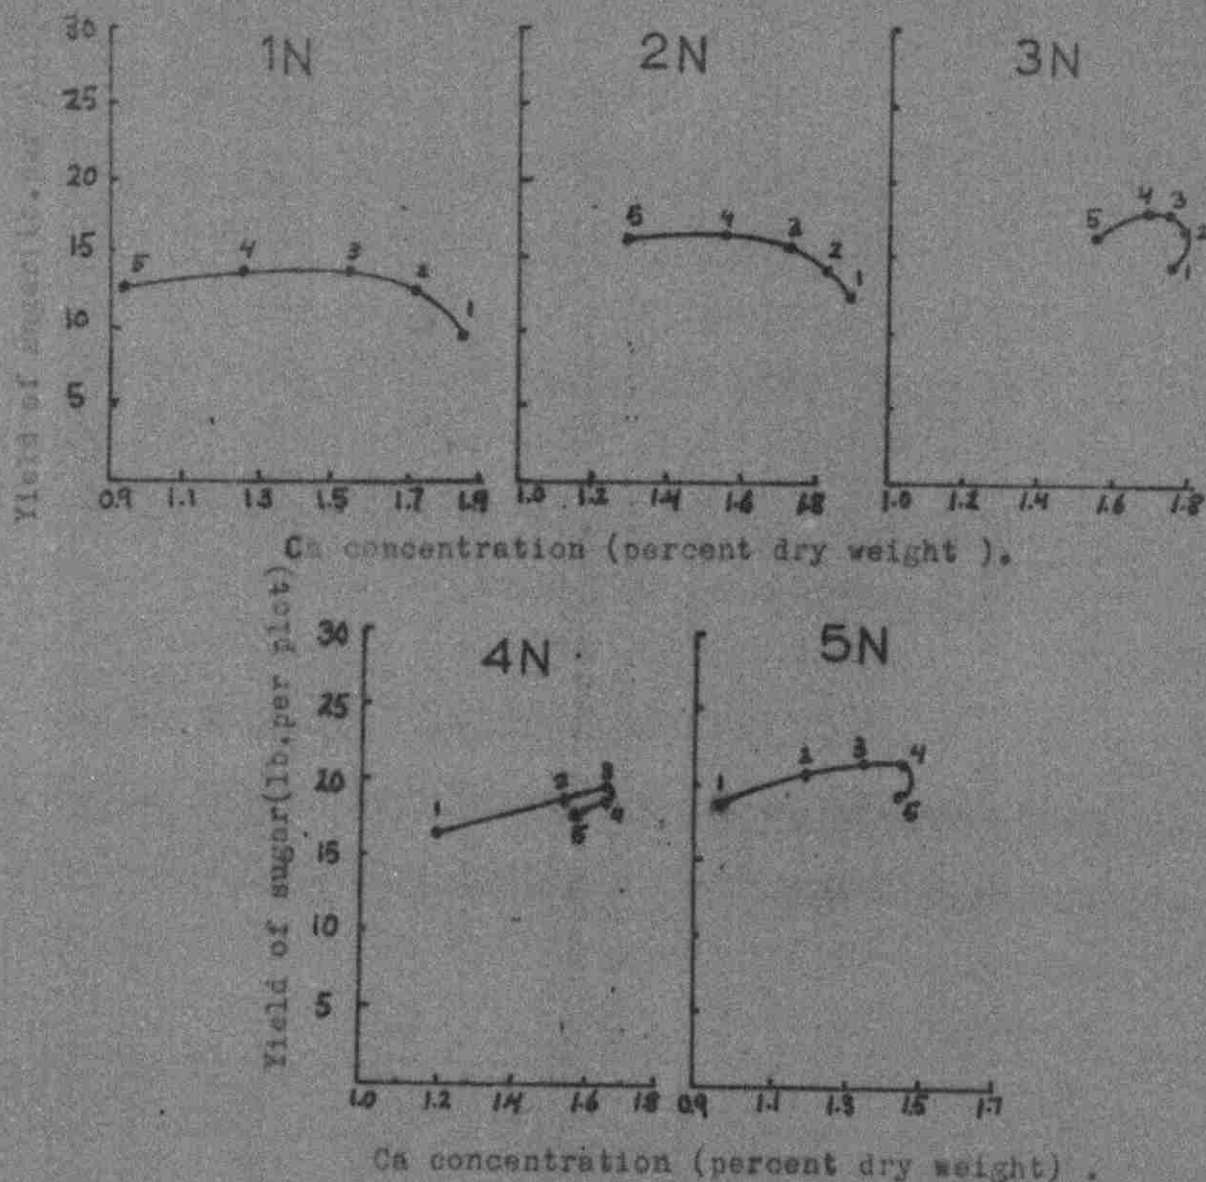 1N 2N 3N
30
25
20
15
10
5
5 4 3 2 1
5 4 3 2 1
5 4 3 2 1
0.9 1.1 1.3 1.5 1.7 1.9
1.0 1.2 1.4 1.6 1.8
1.0 1.2 1.4 1.6 1.8
Yield of sugar(lb.
Ca concentration (percent dry weight ).
4N 5N
30
25
20
15
10
5
1 2 3 4 5
1 2 3 4 5
1.0 1.2 1.4 1.6 1.8
0.9 1.1 1.3 1.5 1.7
Yield of sugar(lb.per plot)
Ca concentration (percent dry weight) .